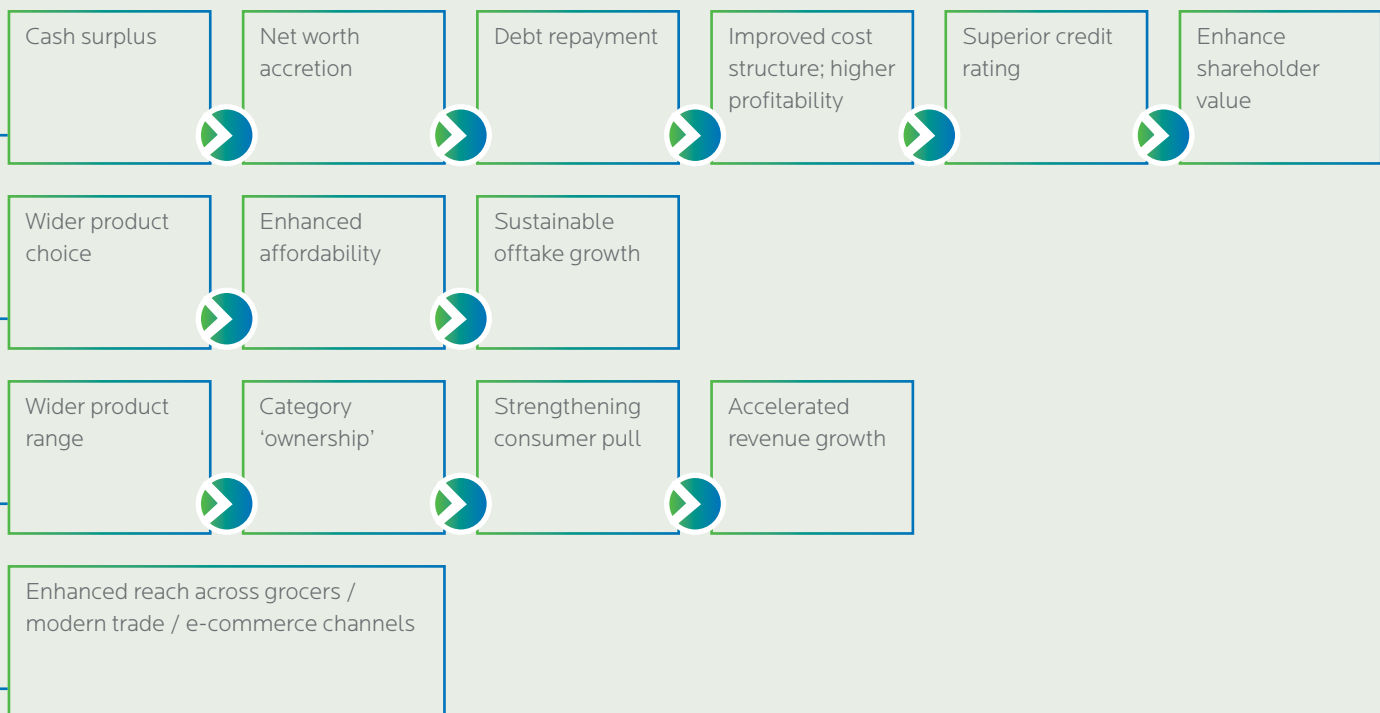 Cash surplus
Net worth
accretion
Debt repayment
Improved cost
structure; higher
profitability
Superior credit
rating
Enhance
shareholder
value
Wider product
choice
Enhanced
affordability
Sustainable
offtake growth
Wider product
range
Category
‘ownership’
Strengthening
consumer pull
Accelerated
revenue growth
Enhanced reach across grocers /
modern trade / e-commerce channels